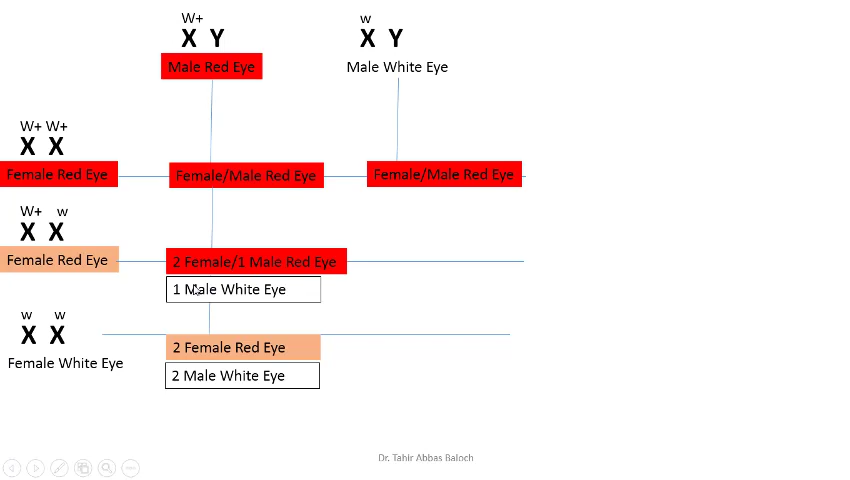 W+
w
X Y
X Y
Male Red Eye
Male White Eye
W+ W+
X X
Female Red Eye
Female/Male Red Eye
Female/Male Red Eye
W+ w
X X
Female Red Eye
2 Female/1 Male Red Eye
1 Male White Eye
w w
X X
Female White Eye
2 Female Red Eye
2 Male White Eye
Dr. Tahir Abbas Baloch